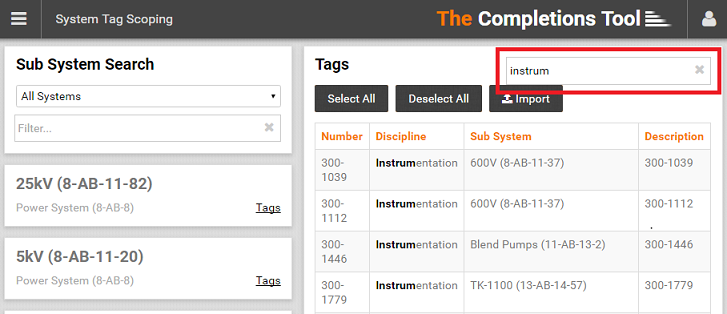 System Tag Scoping
The Completions Tool
Sub System Search
All Systems
Filter...
25kV (8-AB-11-82)
Power System (8-AB-8)
Tags
5kV (8-AB-11-20)
Power System (8-AB-8)
Tags
Tags
instrum
Select All
Deselect All
Import
Number Discipline Sub System Description
300-1039 Instrumentation 600V (8-AB-11-37) 300-1039
300-1112 Instrumentation 600V (8-AB-11-37) 300-1112
300-1446 Instrumentation Blend Pumps (11-AB-13-2) 300-1446
300-1779 Instrumentation TK-1100 (13-AB-14-57) 300-1779